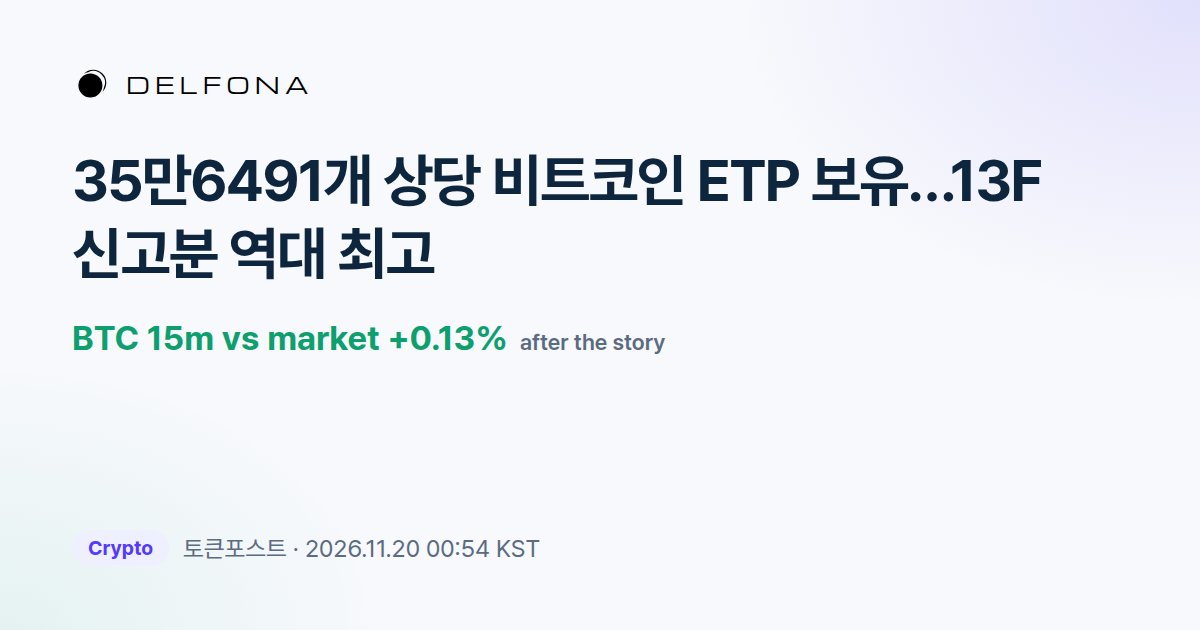 DELFONA
35만6491개 상당 비트코인 ETP 보유…13F
신고분 역대 최고
BTC 15m vs market +0.13% after the story
Crypto 토큰포스트 · 2026.11.20 00:54 KST